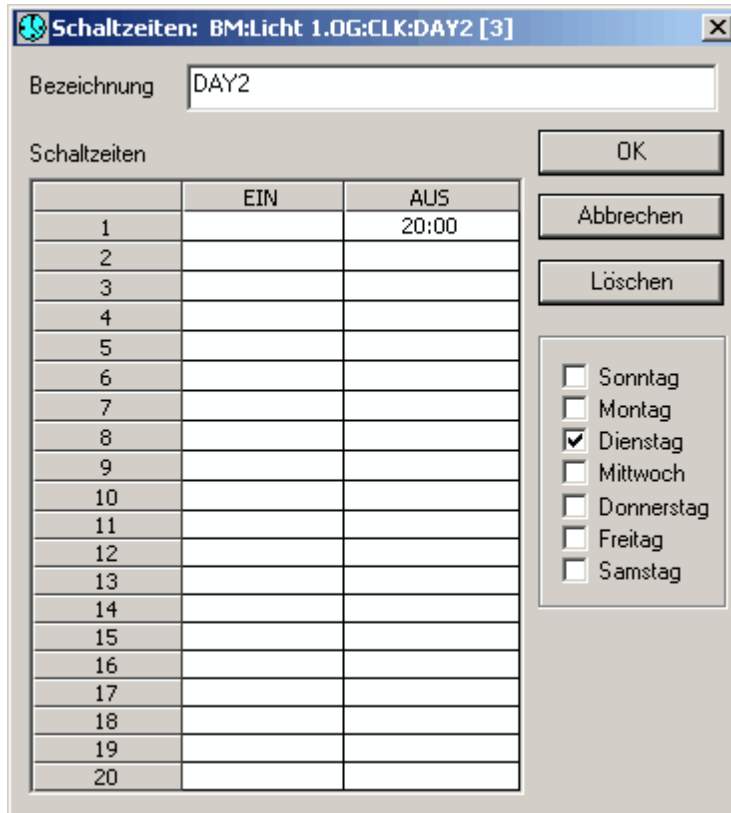 Schaltzeiten: BM:Licht 1.OG:CLK:DAY2 [3]
Bezeichnung DAY2
Schaltzeiten
OK
Abbrechen
Löschen
EIN AUS
1 20:00
2
3
4
5
6
7
8
9
10
11
12
13
14
15
16
17
18
19
20
Sonntag
Montag
Dienstag
Mittwoch
Donnerstag
Freitag
Samstag